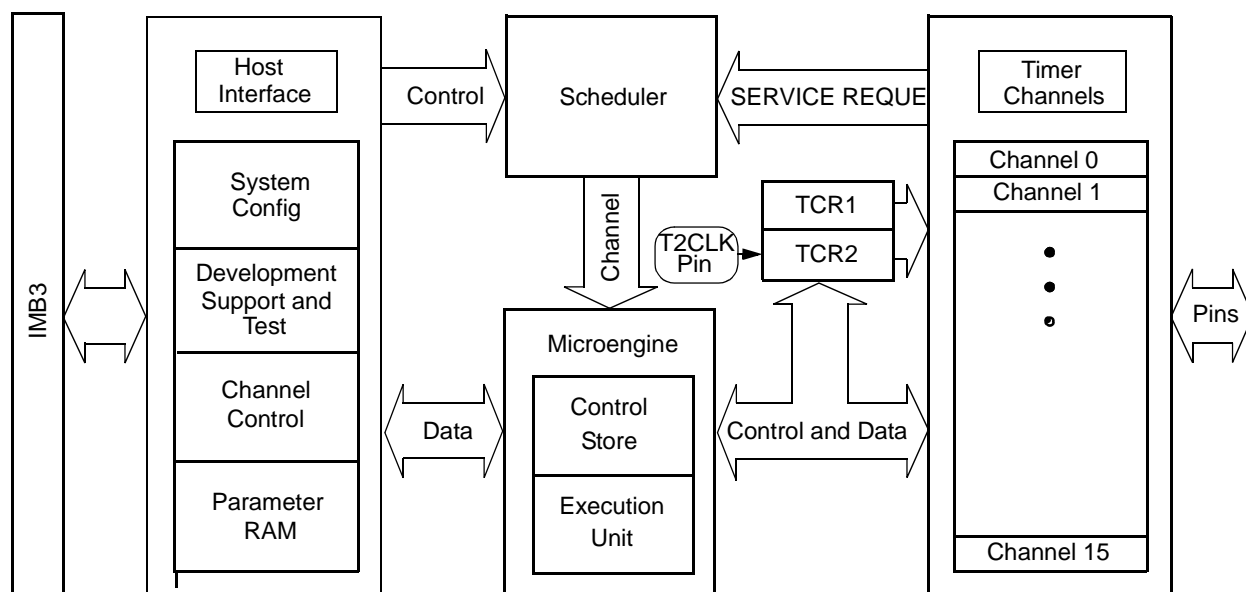 IMB3
Host
Interface
System
Config
Development
Support and
Test
Channel
Control
Parameter
RAM
Control
Data
Scheduler
Channel
Microengine
Control
Store
Execution
Unit
SERVICE REQUE
T2CLK
Pin
TCR1
TCR2
Control and Data
Timer
Channels
Channel 0
Channel 1
Channel 15
Pins